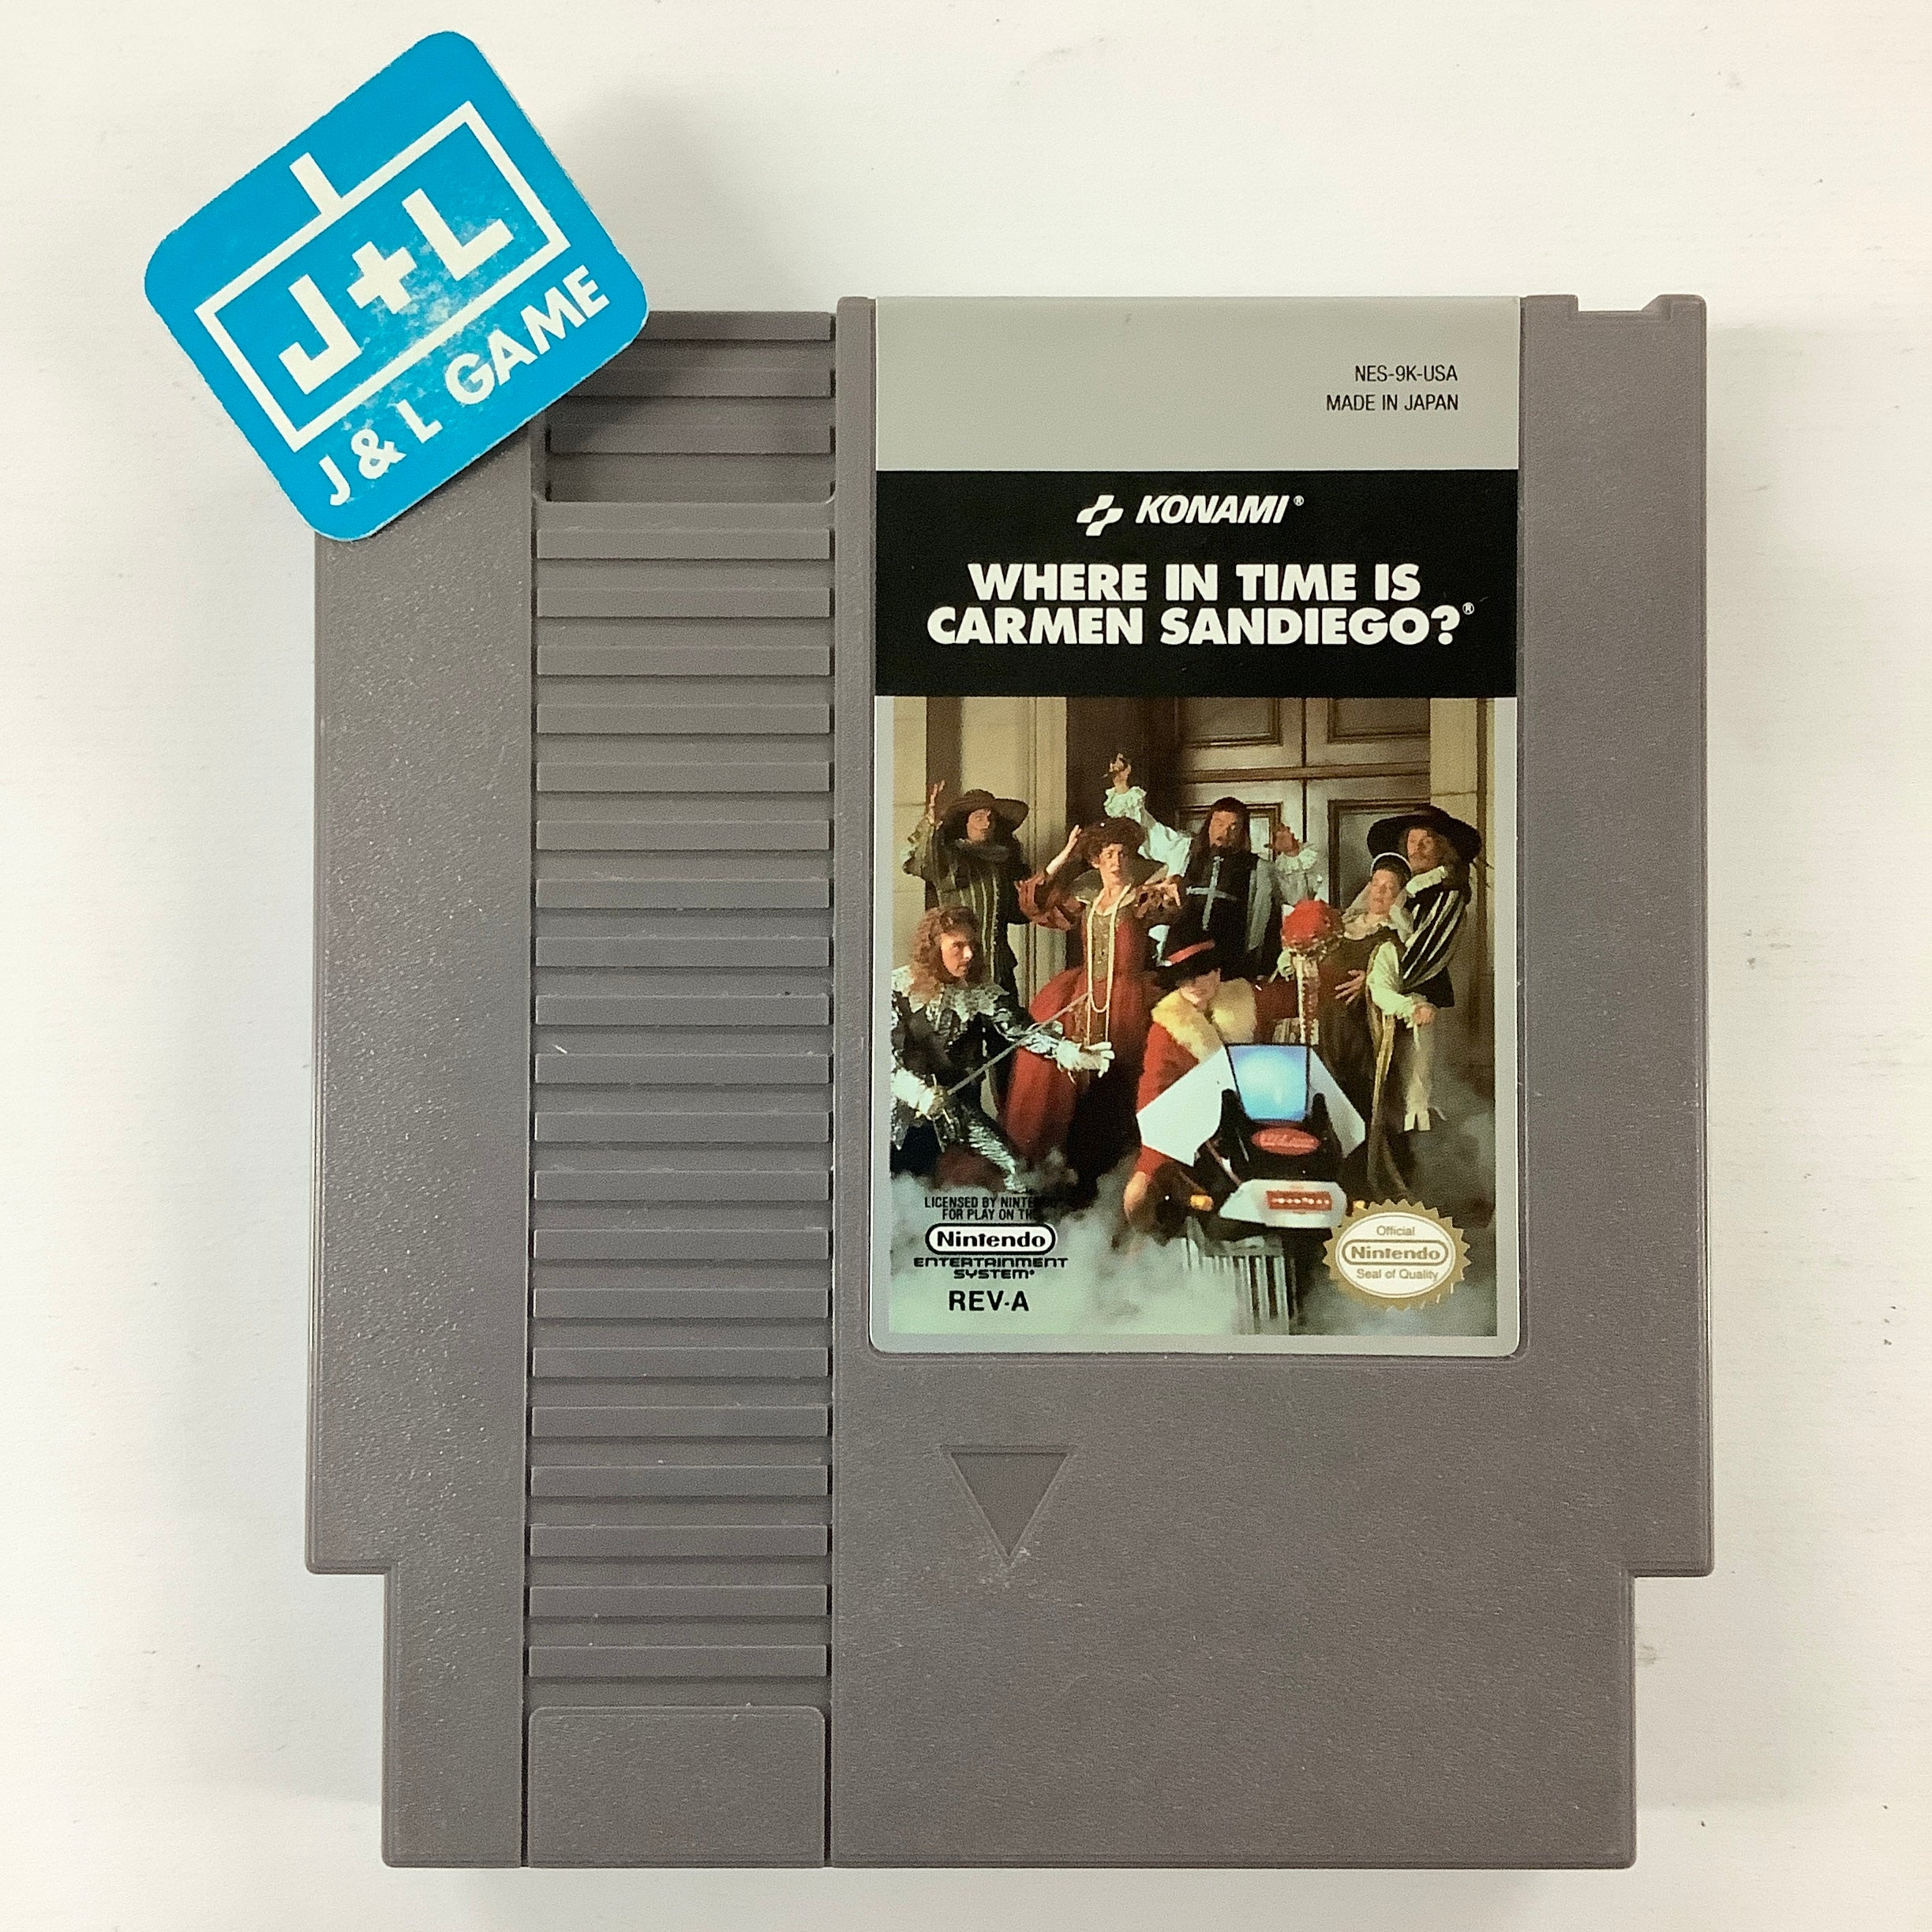 J+L
J & L GAME
NES-9K-USA
MADE IN JAPAN
KONAMI®
WHERE IN TIME IS
CARMEN SANDIEGO?®
LICENSED BY NINTENDO
FOR PLAY ON THE
Nintendo
ENTERTAINMENT
SYSTEM®
REV-A
Official
Nintendo
Seal of Quality